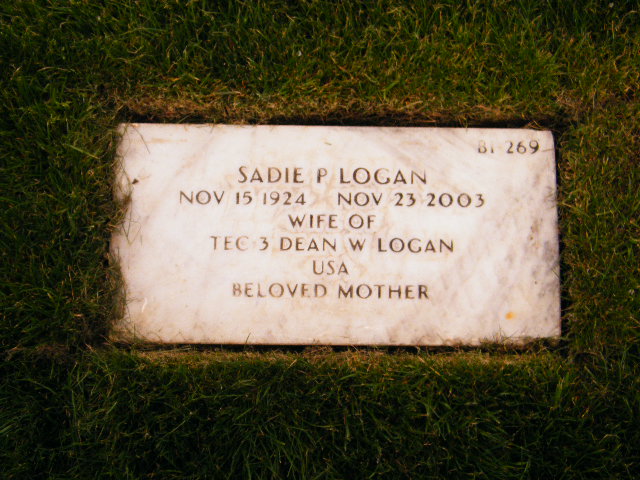 B1 269
SADIE P LOGAN
NOV 15 1924 NOV 23 2003
WIFE OF
TEC 3 DEAN W LOGAN
USA
BELOVED MOTHER